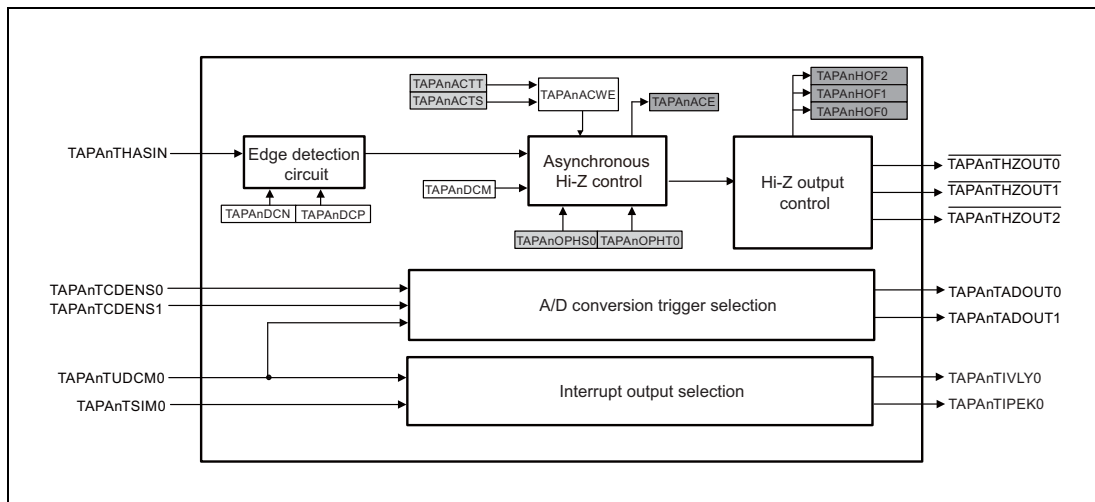 TAPAnACTT
TAPAnACTS
TAPAnACWE
TAPAnACE
TAPAnHOF2
TAPAnHOF1
TAPAnHOF0
TAPAnTHASIN
Edge detection
circuit
TAPAnDCN
TAPAnDCP
TAPAnDCM
Asynchronous
Hi-Z control
TAPAnOPHS0
TAPAnOPHT0
Hi-Z output
control
TAPAnTHZOUT0
TAPAnTHZOUT1
TAPAnTHZOUT2
TAPAnTCDENS0
TAPAnTCDENS1
A/D conversion trigger selection
TAPAnTADOUT0
TAPAnTADOUT1
TAPAnTUDCM0
TAPAnTSIM0
Interrupt output selection
TAPAnTIVLY0
TAPAnTIPEK0